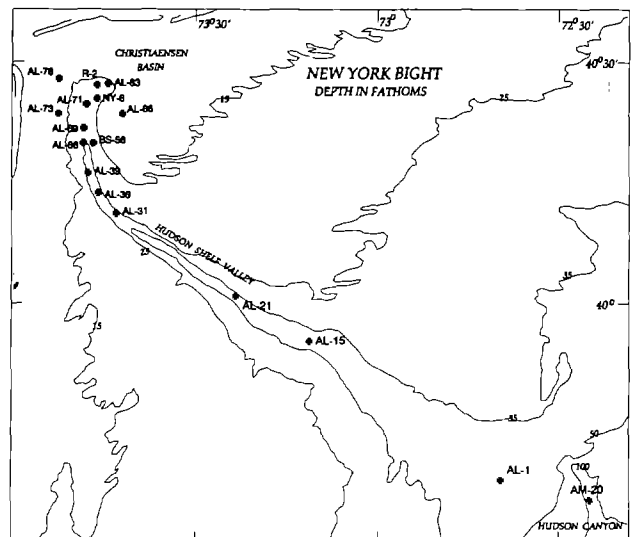 73°30'
73°
72°30'
CHRISTIAENSEN
BASIN
NEW YORK BIGHT
DEPTH IN FATHOMS
40°30'
AL-78
R-2
AL-83
AL-71
NY-6
AL-73
AL-86
AL-69
AL-66
BS-56
AL-39
AL-36
AL-31
15
25
HUDSON SHELF VALLEY
25
35
40°
AL-21
15
AL-15
35
50
100
AL-1
AM-20
HUDSON CANYON